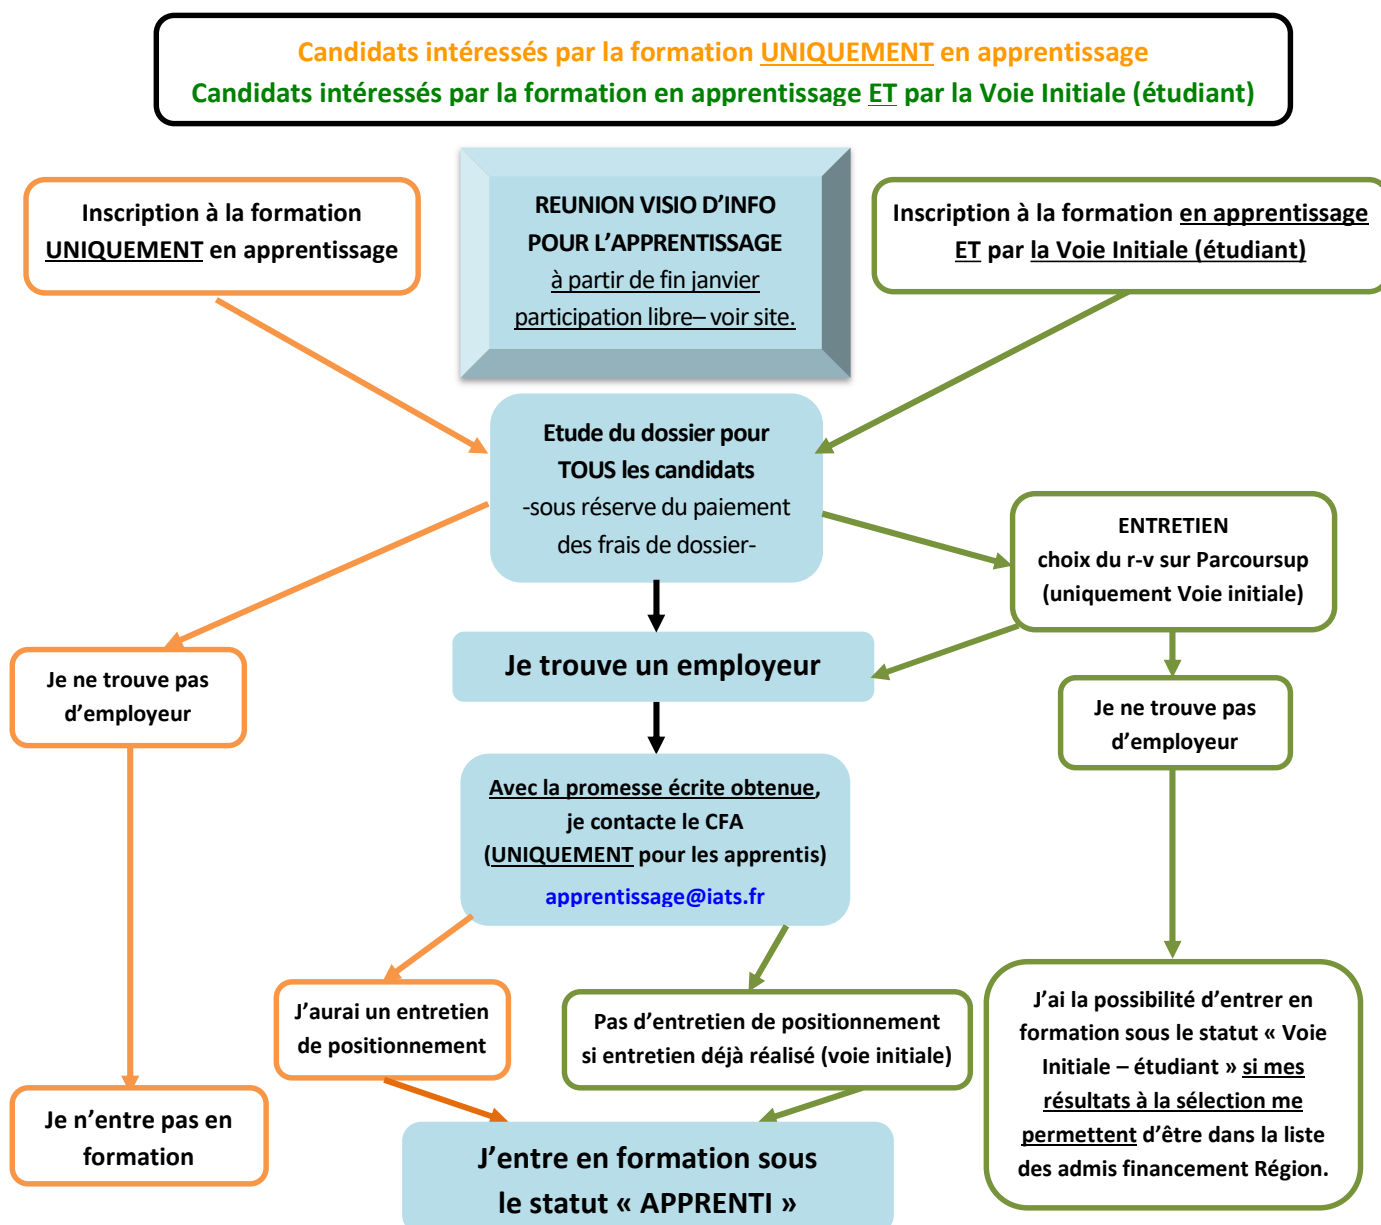 Candidats intéressés par la formation UNIQUEMENT en apprentissage
Candidats intéressés par la formation en apprentissage ET par la Voie Initiale (étudiant)
Inscription à la formation
UNIQUEMENT en apprentissage
REUNION VISIO D’INFO
POUR L’APPRENTISSAGE
à partir de fin janvier
participation libre– voir site.
Inscription à la formation en apprentissage
ET par la Voie Initiale (étudiant)
Etude du dossier pour
TOUS les candidats
-sous réserve du paiement
des frais de dossier-
ENTRETIEN
choix du r-v sur Parcoursup
(uniquement Voie initiale)
Je ne trouve pas
d’employeur
Je trouve un employeur
Je ne trouve pas
d’employeur
Avec la promesse écrite obtenue,
je contacte le CFA
(UNIQUEMENT pour les apprentis)
apprentissage@iats.fr
J’aurai un entretien
de positionnement
Pas d’entretien de positionnement
si entretien déjà réalisé (voie initiale)
J’ai la possibilité d’entrer en
formation sous le statut « Voie
Initiale – étudiant » si mes
résultats à la sélection me
permettent d’être dans la liste
des admis financement Région.
Je n’entre pas en
formation
J’entre en formation sous
le statut « APPRENTI »